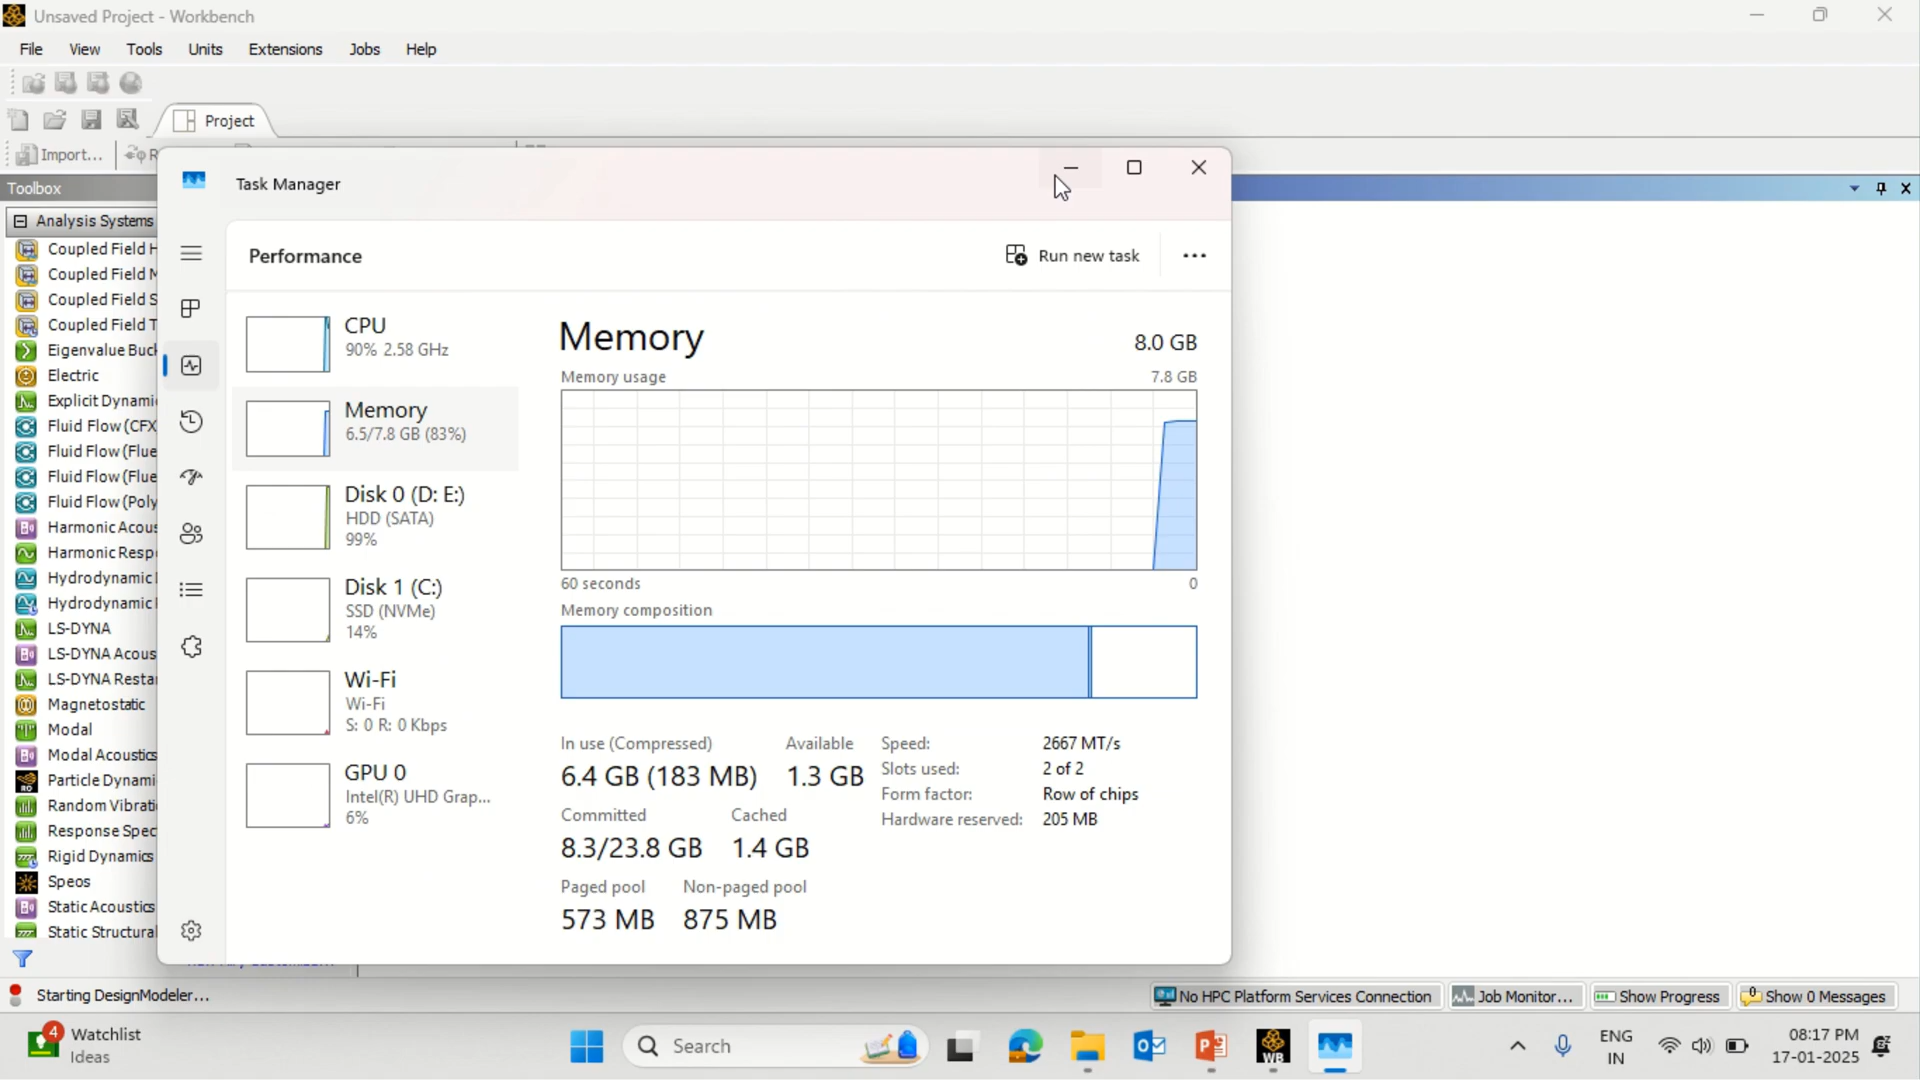 Unsaved Project - Workbench
File View Tools Units Extensions Jobs Help
Project
Import...
Toolbox
Analysis Systems
Coupled Field H
Coupled Field M
Coupled Field S
Coupled Field T
Eigenvalue Buck
Electric
Explicit Dynami
Fluid Flow (CFX
Fluid Flow (Flue
Fluid Flow (Flue
Fluid Flow (Poly
Harmonic Acous
Harmonic Resp
Hydrodynamic
Hydrodynamic
LS-DYNA
LS-DYNA Acous
LS-DYNA Restar
Magnetostatic
Modal
Modal Acoustics
Particle Dynami
Random Vibrati
Response Spec
Rigid Dynamics
Speos
Static Acoustics
Static Structural
Task Manager
Performance
Run new task
CPU
90% 2.58 GHz
Memory
6.5/7.8 GB (83%)
Disk 0 (D: E:)
HDD (SATA)
99%
Disk 1 (C:)
SSD (NVMe)
14%
Wi-Fi
Wi-Fi
S: 0 R: 0 Kbps
GPU 0
Intel(R) UHD Grap...
6%
Memory 8.0 GB
Memory usage 7.8 GB
60 seconds 0
Memory composition
In use (Compressed) Available
6.4 GB (183 MB) 1.3 GB
Committed Cached
8.3/23.8 GB 1.4 GB
Paged pool Non-paged pool
573 MB 875 MB
Speed: 2667 MT/s
Slots used: 2 of 2
Form factor: Row of chips
Hardware reserved: 205 MB
Starting DesignModeler... No HPC Platform Services Connection Job Monitor... Show Progress Show 0 Messages
4
Watchlist
Ideas
Search
WB
ENG
IN
08:17 PM
17-01-2025